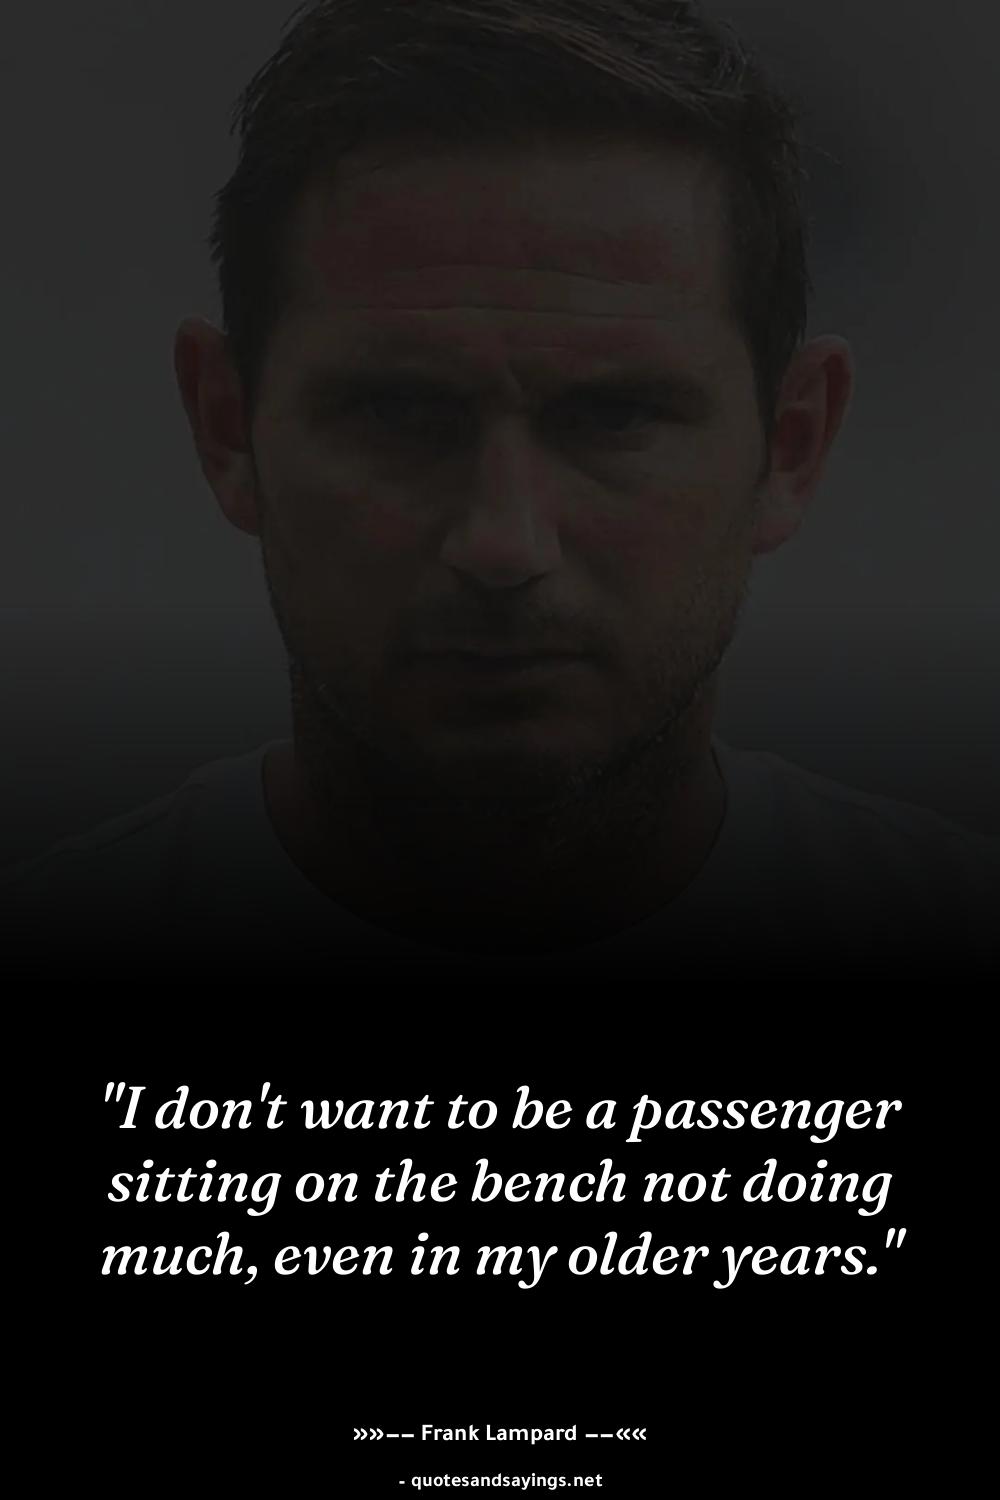 "I don't want to be a passenger
sitting on the bench not doing
much, even in my older years."
»»-- Frank Lampard --««
- quotesandsayings.net